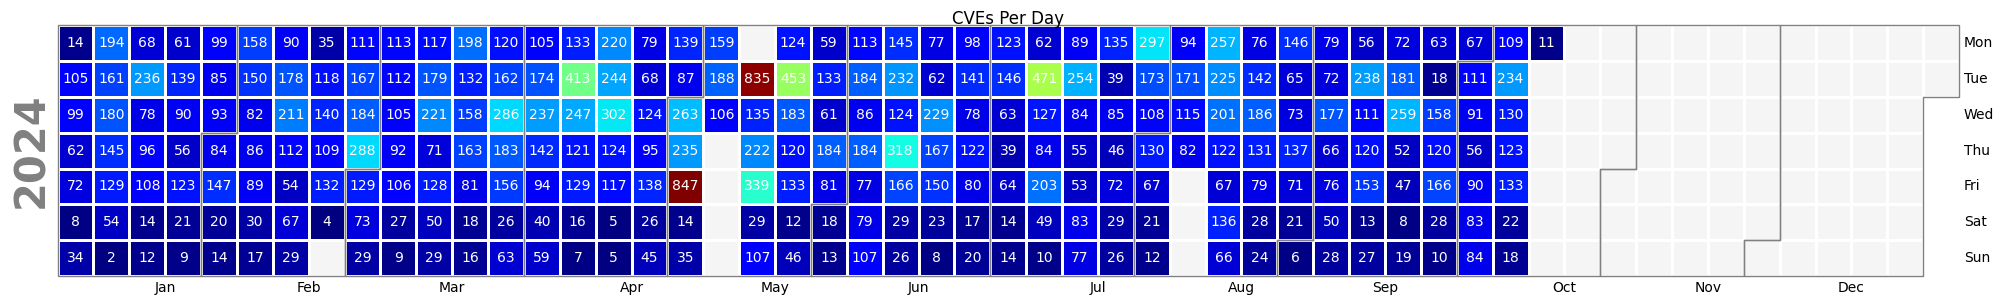 CVEs Per Day
14 194 68 61 99 158 90 35 111 113 117 198 120 105 133 220 79 139 159 124 59 113 145 77 98 123 62 89 135 297 94 257 76 146 79 56 72 63 67 109 11 Mon
105 161 236 139 85 150 178 118 167 112 179 132 162 174 413 244 68 87 188 835 453 133 184 232 62 141 146 471 254 39 173 171 225 142 65 72 238 181 18 111 234 Tue
99 180 78 90 93 82 211 140 184 105 221 158 286 237 247 302 124 263 106 135 183 61 86 124 229 78 63 127 84 85 108 115 201 186 73 177 111 259 158 91 130 Wed
62 145 96 56 84 86 112 109 288 92 71 163 183 142 121 124 95 235 222 120 184 184 318 167 122 39 84 55 46 130 82 122 131 137 66 120 52 120 56 123 Thu
72 129 108 123 147 89 54 132 129 106 128 81 156 94 129 117 138 847 339 133 81 77 166 150 80 64 203 53 72 67 67 79 71 76 153 47 166 90 133 Fri
8 54 14 21 20 30 67 4 73 27 50 18 26 40 16 5 26 14 29 12 18 79 29 23 17 14 49 83 29 21 136 28 21 50 13 8 28 83 22 Sat
34 2 12 9 14 17 29 29 9 29 16 63 59 7 5 45 35 107 46 13 107 26 8 20 14 10 77 26 12 66 24 6 28 27 19 10 84 18 Sun
2024
Jan Feb Mar Apr May Jun Jul Aug Sep Oct Nov Dec